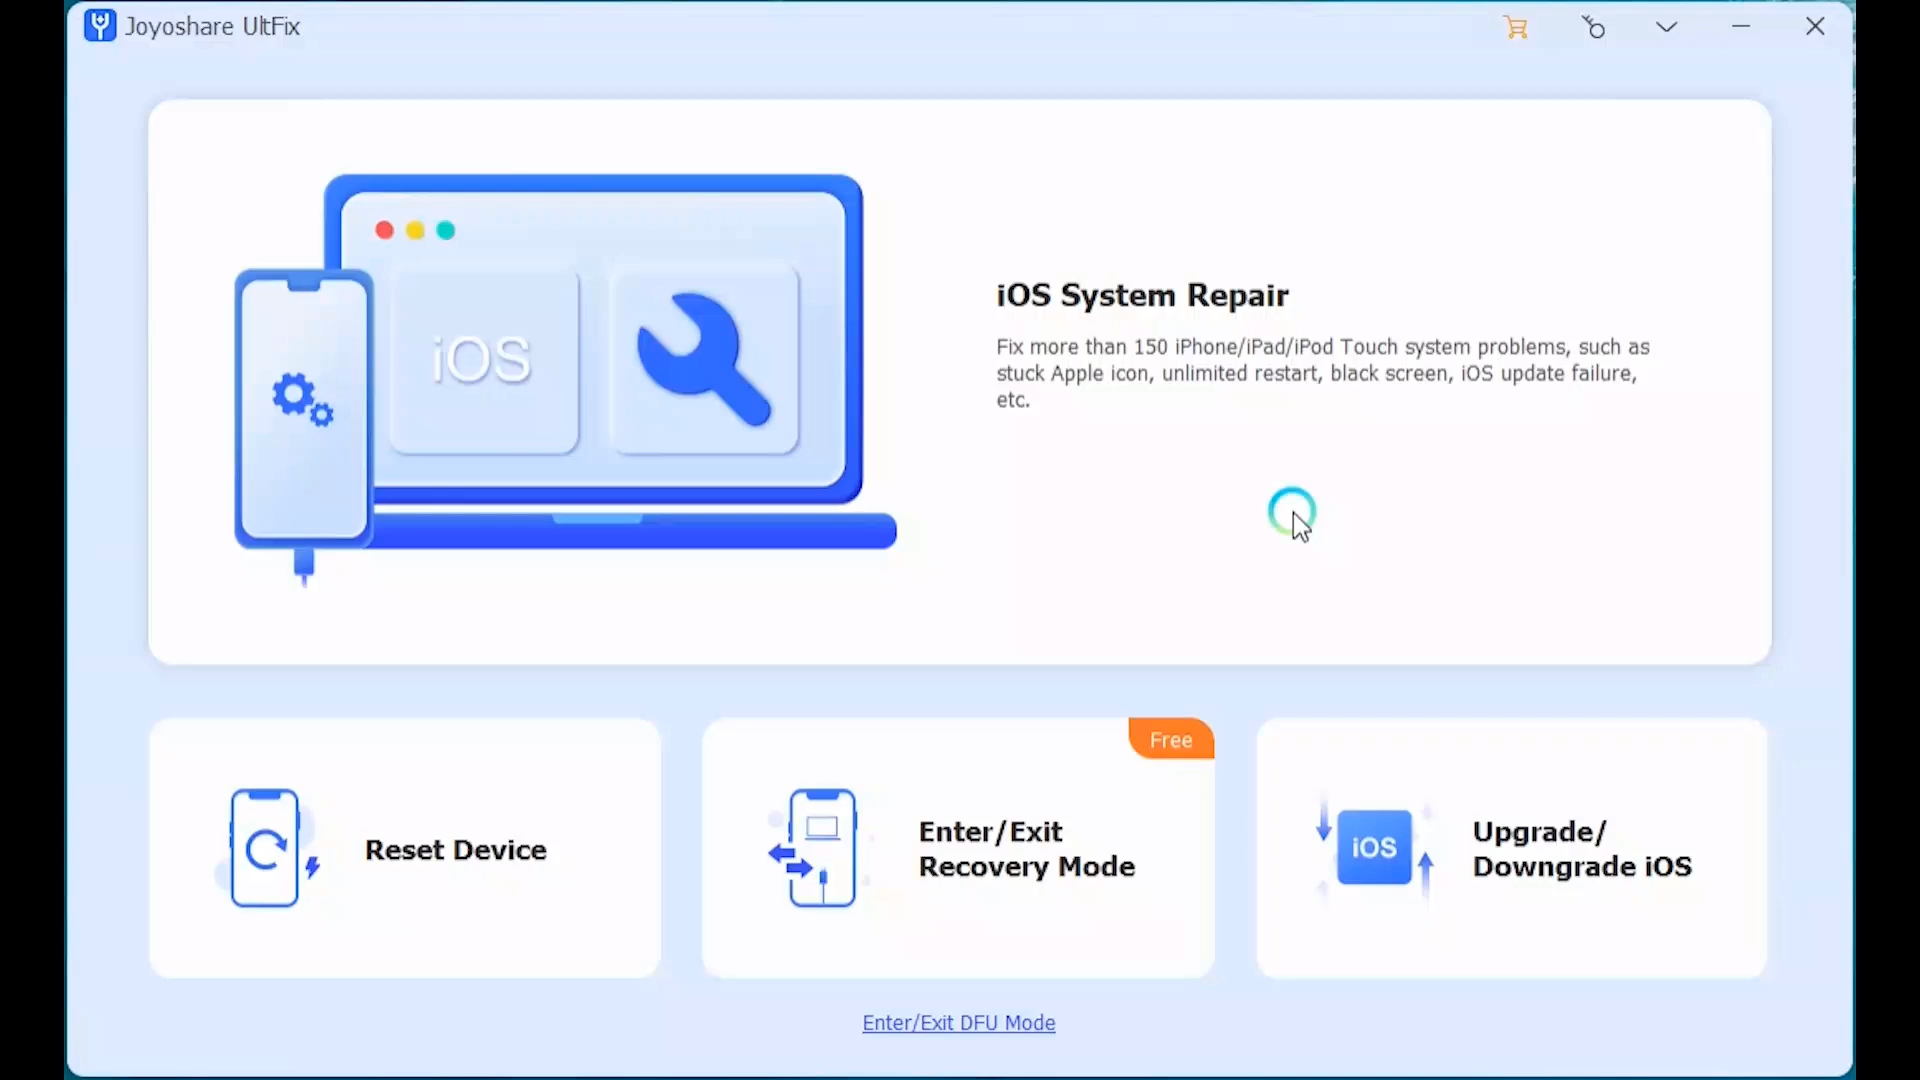 Joyoshare UltFix
iOS
iOS System Repair
Fix more than 150 iPhone/iPad/iPod Touch system problems, such as
stuck Apple icon, unlimited restart, black screen, iOS update failure,
etc.
Reset Device
Free
Enter/Exit
Recovery Mode
iOS
Upgrade/
Downgrade iOS
Enter/Exit DFU Mode